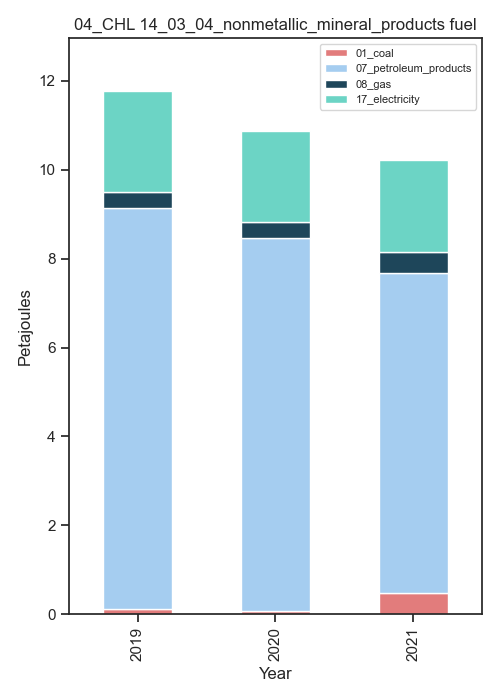 04_CHL 14_03_04_nonmetallic_mineral_products fuel
01_coal
07_petroleum_products
08_gas
17_electricity
12
10
8
6
4
2
0
Petajoules
2019
2020
2021
Year